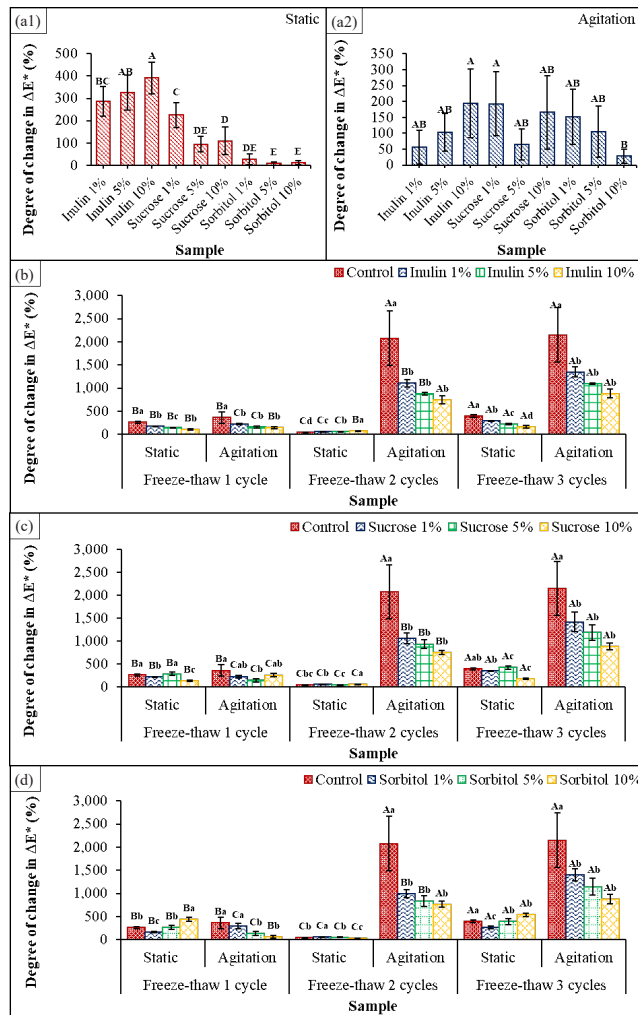 (a1)
Static
Degree of change in ΔE* (%)
500
400
300
200
100
0
BC
AB
A
C
DE
D
DE
E
E
Inulin 1%
Inulin 5%
Inulin 10%
Sucrose 1%
Sucrose 5%
Sucrose 10%
Sorbitol 1%
Sorbitol 5%
Sorbitol 10%
Sample
(a2)
Agitation
Degree of change in ΔE* (%)
350
300
250
200
150
100
50
0
AB
AB
A
A
AB
AB
AB
AB
B
Inulin 1%
Inulin 5%
Inulin 10%
Sucrose 1%
Sucrose 5%
Sucrose 10%
Sorbitol 1%
Sorbitol 5%
Sorbitol 10%
Sample
(b)
Control Inulin 1% Inulin 5% Inulin 10%
Degree of change in ΔE* (%)
3,000
2,500
2,000
1,500
1,000
500
0
Ba Bb Bc Bb
Ba Cb Cb Bb
Cd Cc Cb Ba
Aa Bb Bb Ab
Aa Ab Ac Ad
Aa Ab Ab Ab
Static Agitation Static Agitation Static Agitation
Freeze-thaw 1 cycle Freeze-thaw 2 cycles Freeze-thaw 3 cycles
Sample
(c)
Control Sucrose 1% Sucrose 5% Sucrose 10%
Degree of change in ΔE* (%)
3,000
2,500
2,000
1,500
1,000
500
0
Ba Bb Ba Bc
Ba Cab Cb Cab
Cbc Cb Cc Ca
Aa Bb Bb Bb
Aab Ab Ac Ac
Aa Ab Ab Ab
Static Agitation Static Agitation Static Agitation
Freeze-thaw 1 cycle Freeze-thaw 2 cycles Freeze-thaw 3 cycles
Sample
(d)
Control Sorbitol 1% Sorbitol 5% Sorbitol 10%
Degree of change in ΔE* (%)
3,000
2,500
2,000
1,500
1,000
500
0
Bb Bc Bb Ba
Ba Ca Cb Bb
Cb Ca Cb Cc
Aa Bb Bb Ab
Aa Ac Ab Ab
Aa Ab Ab Ab
Static Agitation Static Agitation Static Agitation
Freeze-thaw 1 cycle Freeze-thaw 2 cycles Freeze-thaw 3 cycles
Sample